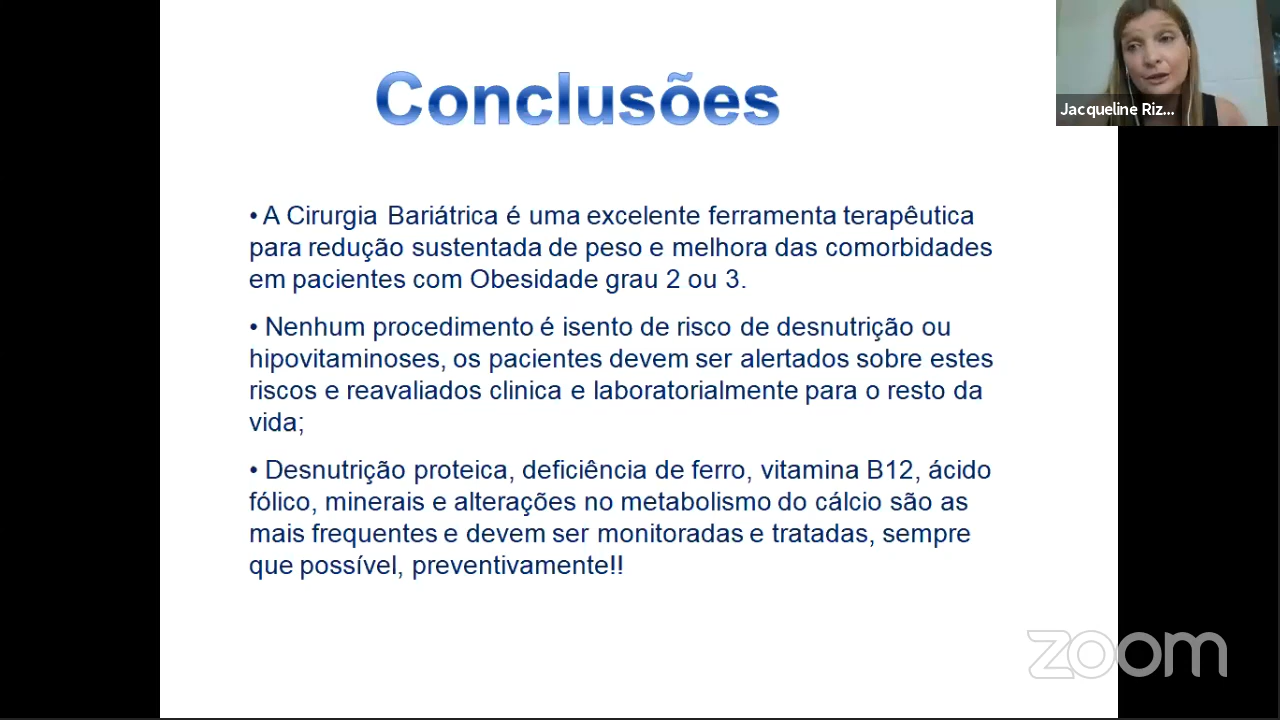 Conclusões
Jacqueline Riz...
• A Cirurgia Bariátrica é uma excelente ferramenta terapêutica
para redução sustentada de peso e melhora das comorbidades
em pacientes com Obesidade grau 2 ou 3.
• Nenhum procedimento é isento de risco de desnutrição ou
hipovitaminoses, os pacientes devem ser alertados sobre estes
riscos e reavaliados clinica e laboratorialmente para o resto da
vida;
• Desnutrição proteica, deficiência de ferro, vitamina B12, ácido
fólico, minerais e alterações no metabolismo do cálcio são as
mais frequentes e devem ser monitoradas e tratadas, sempre
que possível, preventivamente!!
zoom